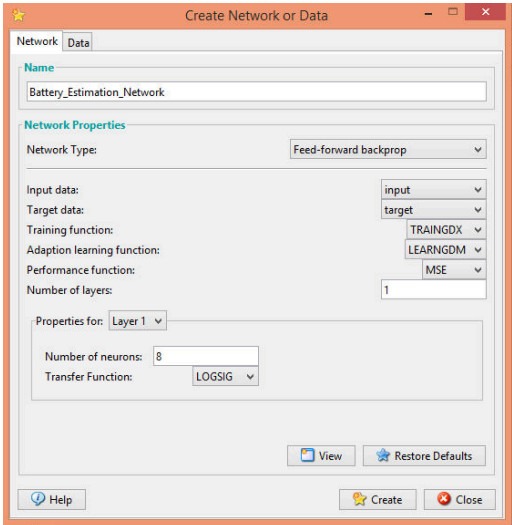 Create Network or Data
Network Data
Name
Battery_Estimation_Network
Network Properties
Network Type: Feed-forward backprop
Input data: input
Target data: target
Training function: TRAINGDX
Adaption learning function: LEARNGDM
Performance function: MSE
Number of layers: 1
Properties for: Layer 1
Number of neurons: 8
Transfer Function: LOGSIG
View Restore Defaults
Help Create Close